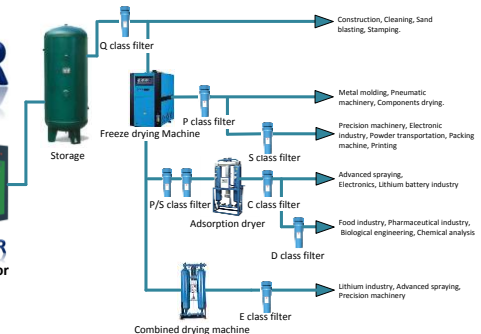 Construction, Cleaning, Sand
blasting, Stamping.
Q class filter
Metal molding, Pneumatic
machinery, Components drying.
P class filter
Freeze drying Machine
Precision machinery, Electronic
industry, Powder transportation, Packing
machine, Printing
S class filter
Storage
Advanced spraying,
Electronics, Lithium battery industry
P/S class filter
C class filter
Adsorption dryer
Food industry, Pharmaceutical industry,
Biological engineering, Chemical analysis
D class filter
Lithium industry, Advanced spraying,
Precision machinery
E class filter
Combined drying machine